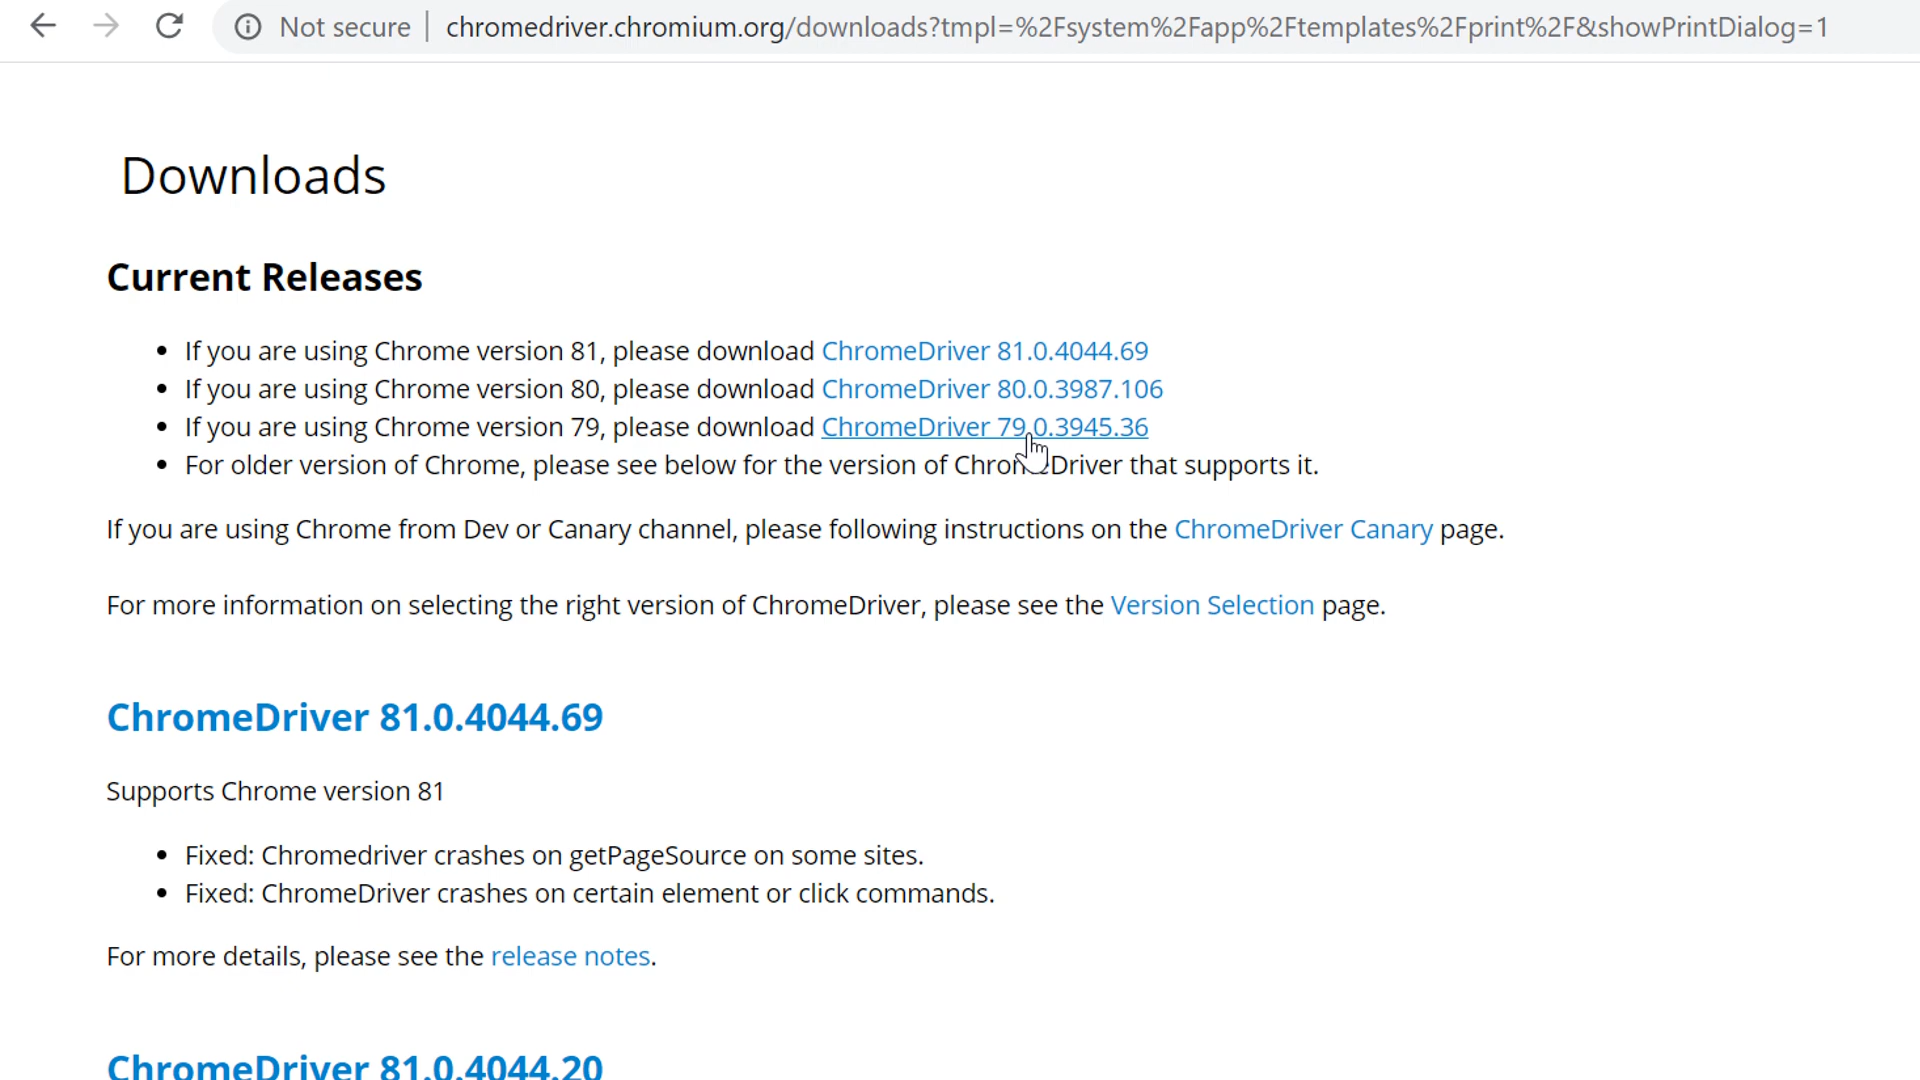 Not secure | chromedriver.chromium.org/downloads?tmpl=%2Fsystem%2Fapp%2Ftemplates%2Fprint%2F&showPrintDialog=1
Downloads
Current Releases
• If you are using Chrome version 81, please download ChromeDriver 81.0.4044.69
• If you are using Chrome version 80, please download ChromeDriver 80.0.3987.106
• If you are using Chrome version 79, please download ChromeDriver 79.0.3945.36
• For older version of Chrome, please see below for the version of ChromeDriver that supports it.
If you are using Chrome from Dev or Canary channel, please following instructions on the ChromeDriver Canary page.
For more information on selecting the right version of ChromeDriver, please see the Version Selection page.
ChromeDriver 81.0.4044.69
Supports Chrome version 81
• Fixed: Chromedriver crashes on getPageSource on some sites.
• Fixed: ChromeDriver crashes on certain element or click commands.
For more details, please see the release notes.
ChromeDriver 81.0.4044.20